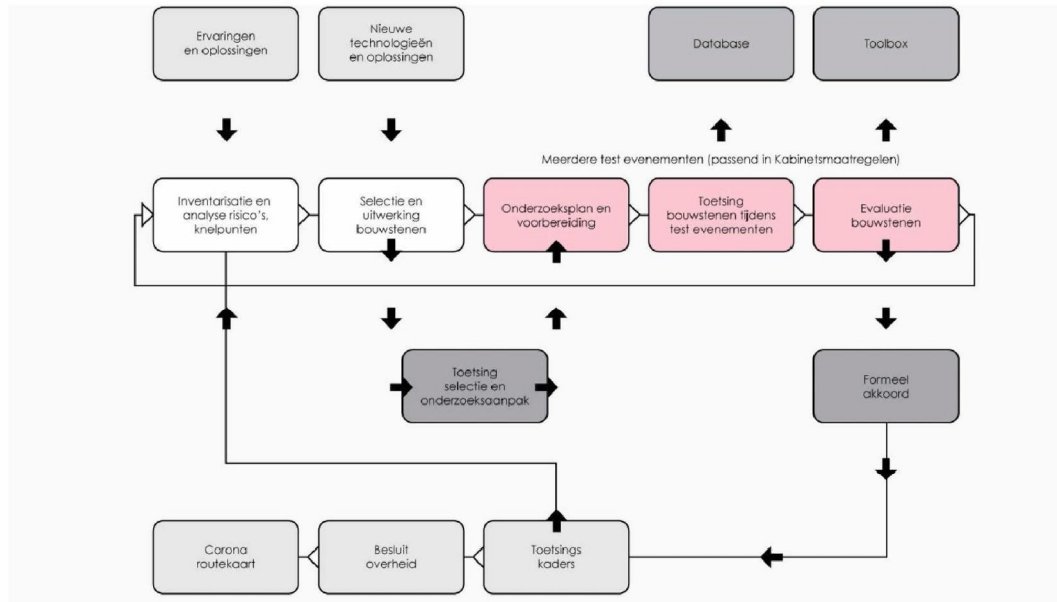 Ervaringen
en oplossingen
Nieuwe
technologieën
en oplossingen
Database
Toolbox
Meerdere test evenementen (passend in Kabinetsmaatregelen)
Inventarisatie en
analyse risico's,
knelpunten
Selectie en
uitwerking
bouwstenen
Onderzoeksplan en
voorbereiding
Toetsing
bouwstenen tijdens
test evenementen
Evaluatie
bouwstenen
Toetsing
selectie en
onderzoeksaanpak
Formeel
akkoord
Corona
routekaart
Besluit
overheid
Toetsings
kaders